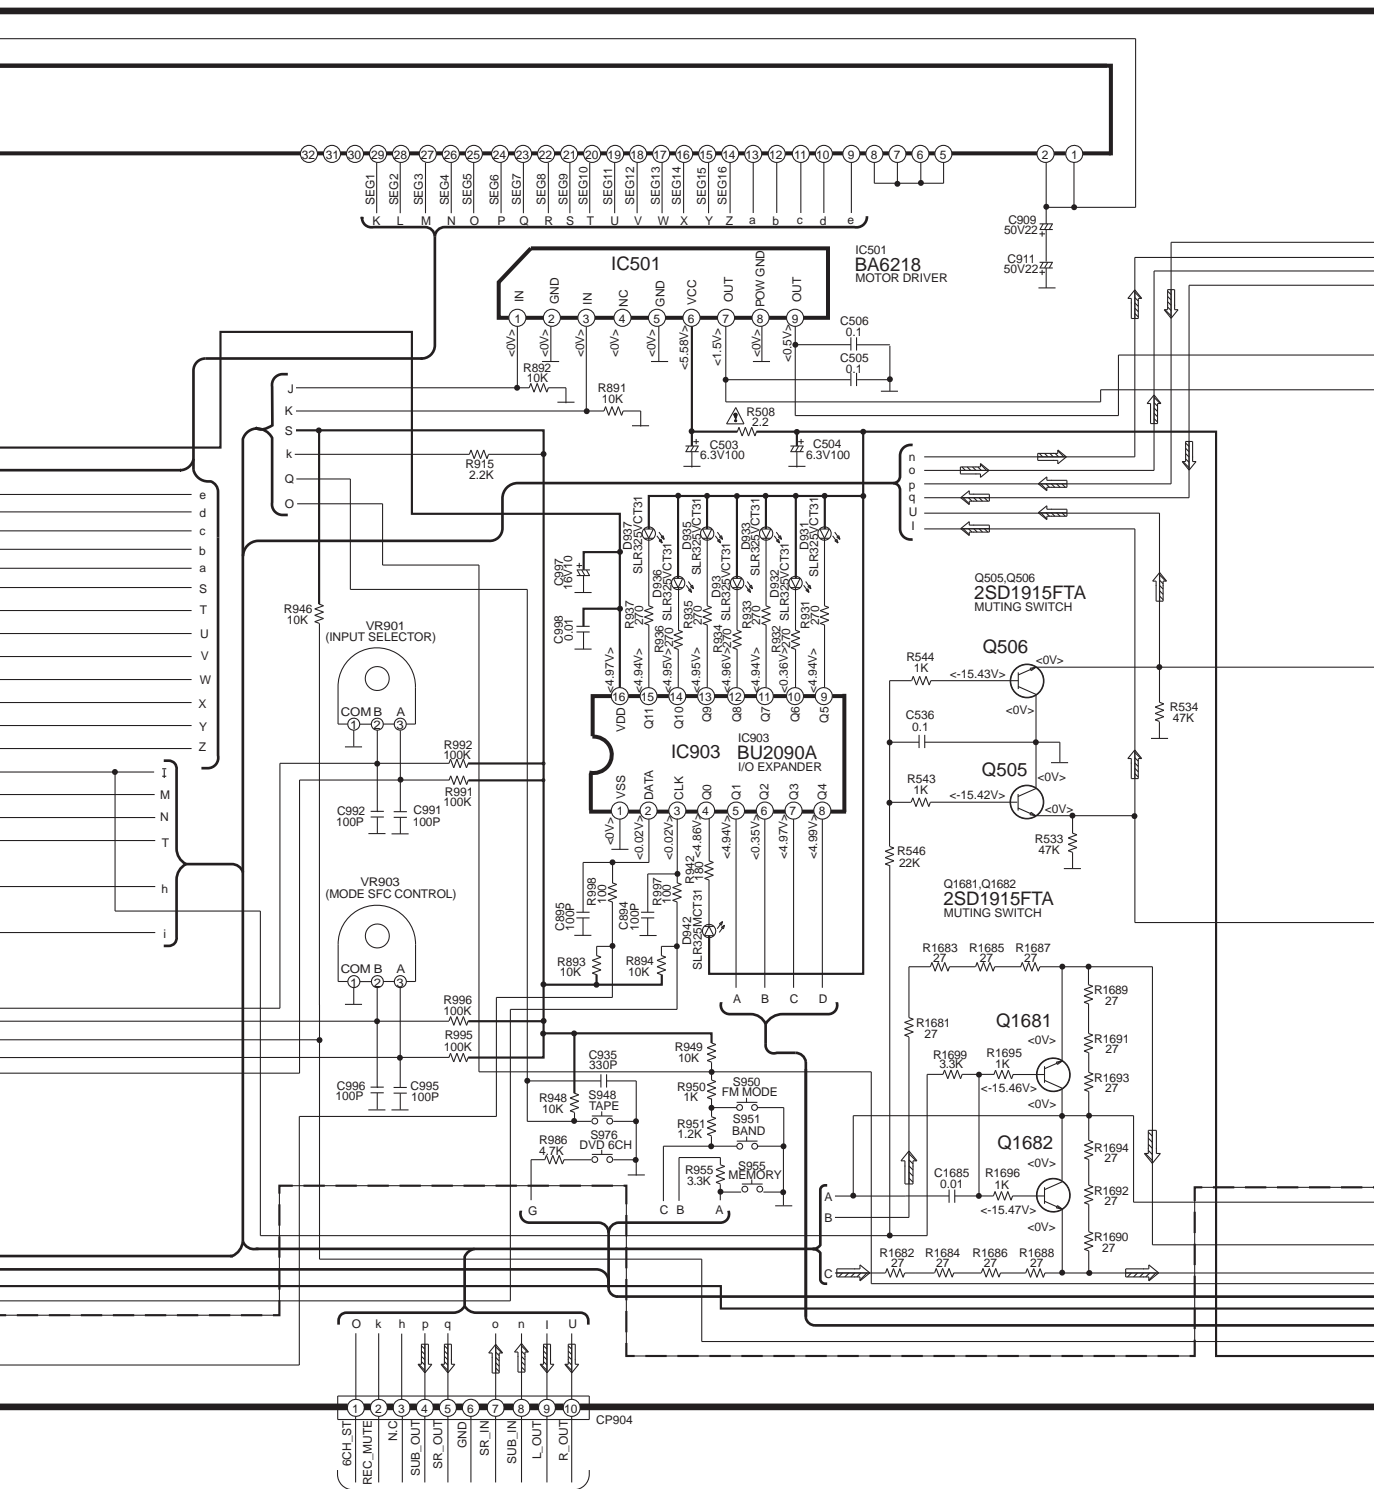 32 31 30 29 28 27 26 25 24 23 22 21 20 19 18 17 16 15 14 13 12 11 10 9 8 7 6 5 2 1
SEG1 SEG2 SEG3 SEG4 SEG5 SEG6 SEG7 SEG8 SEG9 SEG10 SEG11 SEG12 SEG13 SEG14 SEG15 SEG16
K L M N O P Q R S T U V W X Y Z a b c d e
C909
50V22
+
C911
50V22
+
IC501
IC501
BA6218
MOTOR DRIVER
IN GND IN NC GND VCC OUT POW GND OUT
1 2 3 4 5 6 7 8 9
<0V> <0V> <0V> <0V> <0V> <5.58V> <1.5V> <0V> <0.5V>
C506
0.1
C505
0.1
R892
10K
R891
10K
J
K
S
k
Q
O
R508
2.2
C503
6.3V100
C504
6.3V100
R915
2.2K
n
o
p
q
U
I
e
d
c
b
a
S
T
U
V
W
X
Y
Z
D937
SLR325VCT31
D935
SLR325VCT31
D933
SLR325VCT31
D931
SLR325VCT31
D936
SLR325VCT31
D93
SLR325VCT31
D932
SLR325VCT31
C997
16V10
C998
0.01
R937
270
R936
270
R935
270
R934
270
R933
270
R932
270
R931
270
<4.97V> <4.94V> <4.95V> <4.95V> <4.96V> <4.94V> <0.36V> <4.94V>
16 15 14 13 12 11 10 9
VDD Q11 Q10 Q9 Q8 Q7 Q6 Q5
IC903
IC903
BU2090A
I/O EXPANDER
VSS DATA CLK Q0 Q1 Q2 Q3 Q4
1 2 3 4 5 6 7 8
<0V> <0.02V> <0.02V> <4.86V> <4.94V> <0.35V> <4.97V> <4.99V>
R946
10K
VR901
(INPUT SELECTOR)
COM B A
1 2 3
R992
100K
R991
100K
C992
100P
C991
100P
I
M
N
T
h
i
VR903
(MODE SFC CONTROL)
COM B A
1 2 3
R996
100K
R995
100K
C996
100P
C995
100P
R998
100
R997
100
R942
180
C895
100P
C894
100P
D942
SLR325MCT31
R893
10K
R894
10K
A B C D
Q505,Q506
2SD1915FTA
MUTING SWITCH
Q506
<0V>
R544
1K
<-15.43V>
<0V>
R534
47K
C536
0.1
Q505
<0V>
R543
1K
<-15.42V>
<0V>
R533
47K
R546
22K
Q1681,Q1682
2SD1915FTA
MUTING SWITCH
R1683
27
R1685
27
R1687
27
R1689
27
R1681
27
Q1681
<0V>
R1691
27
R1699
3.3K
R1695
1K
<-15.46V>
<0V>
R1693
27
Q1682
<0V>
R1694
27
C1685
0.01
R1696
1K
<-15.47V>
<0V>
R1692
27
R1690
27
A
B
C
R1682
27
R1684
27
R1686
27
R1688
27
C935
330P
R949
10K
R948
10K
S948
TAPE
R950
1K
S950
FM MODE
R951
1.2K
S951
BAND
R986
4.7K
S976
DVD 6CH
R955
3.3K
S955
MEMORY
G C B A
O k h p q o n I U
1 2 3 4 5 6 7 8 9 10
CP904
6CH_ST REC_MUTE N.C SUB_OUT SR_OUT GND SR_IN SUB_IN L_OUT R_OUT